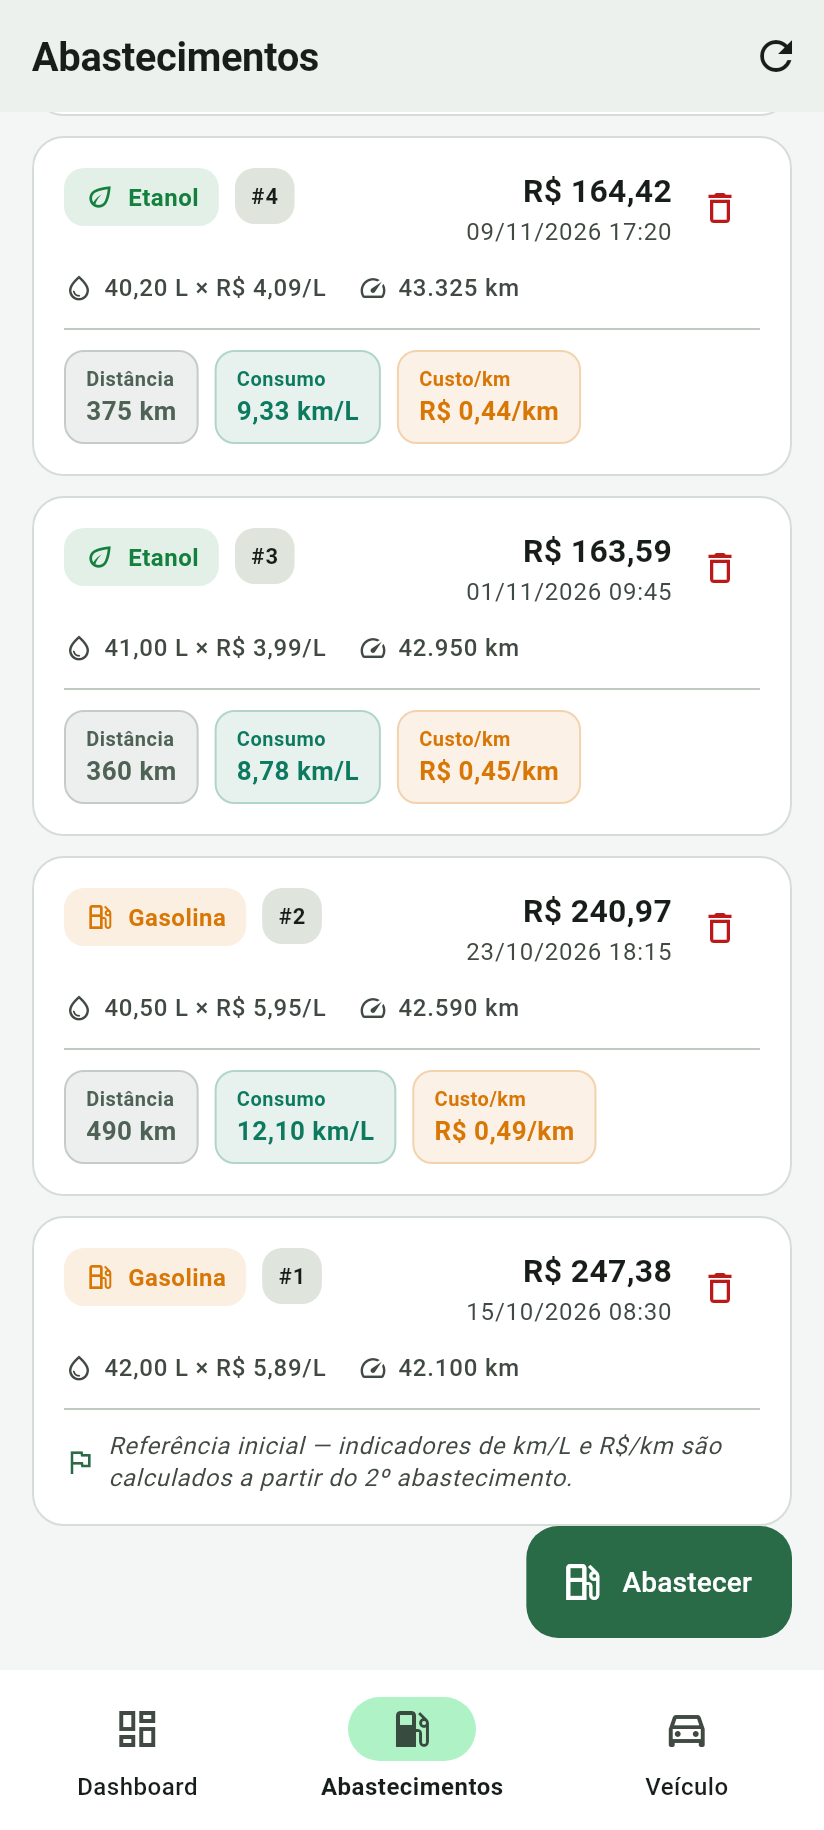 Abastecimentos
Etanol
#4
R$ 164,42
09/11/2026 17:20
40,20 L × R$ 4,09/L
43.325 km
Distância
375 km
Consumo
9,33 km/L
Custo/km
R$ 0,44/km
Etanol
#3
R$ 163,59
01/11/2026 09:45
41,00 L × R$ 3,99/L
42.950 km
Distância
360 km
Consumo
8,78 km/L
Custo/km
R$ 0,45/km
Gasolina
#2
R$ 240,97
23/10/2026 18:15
40,50 L × R$ 5,95/L
42.590 km
Distância
490 km
Consumo
12,10 km/L
Custo/km
R$ 0,49/km
Gasolina
#1
R$ 247,38
15/10/2026 08:30
42,00 L × R$ 5,89/L
42.100 km
Referência inicial — indicadores de km/L e R$/km são
calculados a partir do 2º abastecimento.
Abastecer
Dashboard
Abastecimentos
Veículo